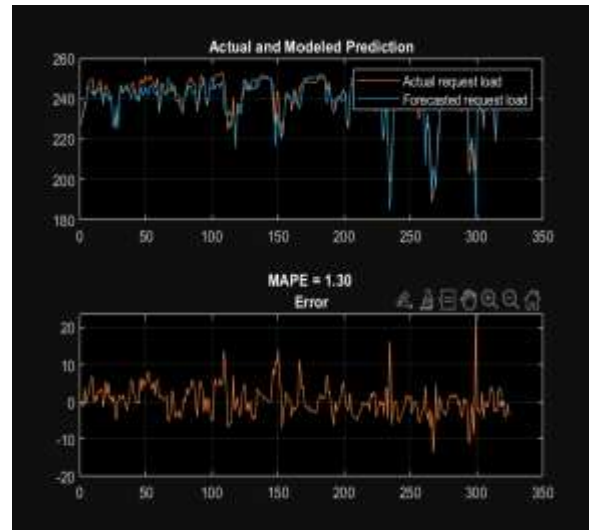 Actual and Modeled Prediction
260
240
220
200
180
Actual request load
Forecasted request load
0 50 100 150 200 250 300 350
MAPE = 1.30
Error
20
10
0
-10
-20
0 50 100 150 200 250 300 350